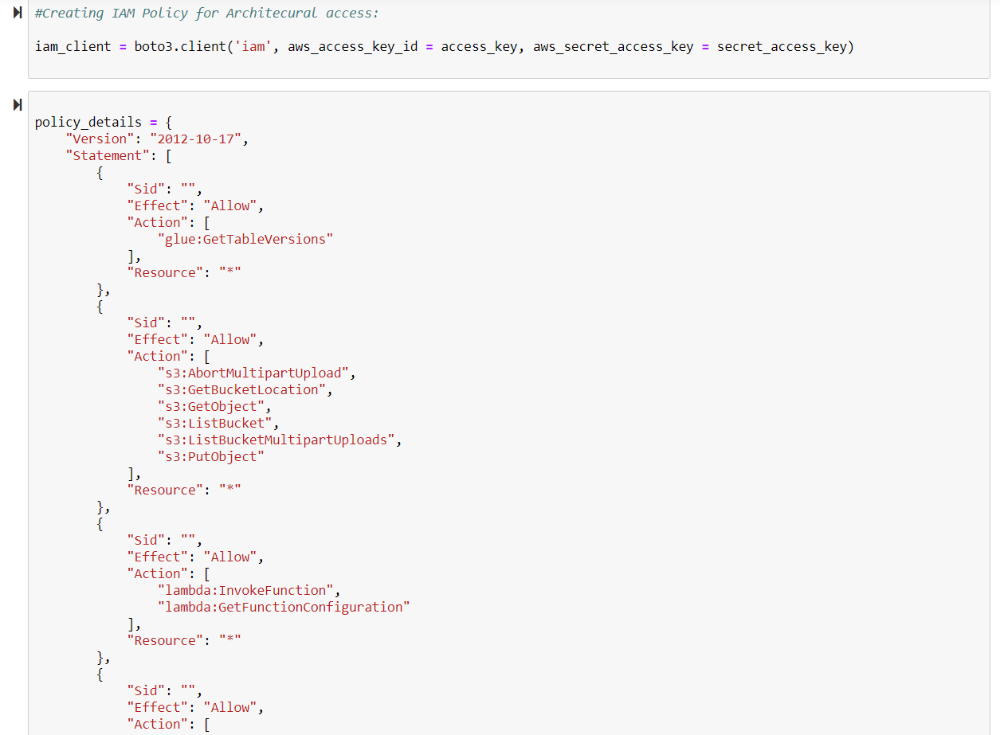 #Creating IAM Policy for Architecural access:
iam_client = boto3.client('iam', aws_access_key_id = access_key, aws_secret_access_key = secret_access_key)
policy_details = {
    "Version": "2012-10-17",
    "Statement": [
        {
            "Sid": "",
            "Effect": "Allow",
            "Action": [
                "glue:GetTableVersions"
            ],
            "Resource": "*"
        },
        {
            "Sid": "",
            "Effect": "Allow",
            "Action": [
                "s3:AbortMultipartUpload",
                "s3:GetBucketLocation",
                "s3:GetObject",
                "s3:ListBucket",
                "s3:ListBucketMultipartUploads",
                "s3:PutObject"
            ],
            "Resource": "*"
        },
        {
            "Sid": "",
            "Effect": "Allow",
            "Action": [
                "lambda:InvokeFunction",
                "lambda:GetFunctionConfiguration"
            ],
            "Resource": "*"
        },
        {
            "Sid": "",
            "Effect": "Allow",
            "Action": [